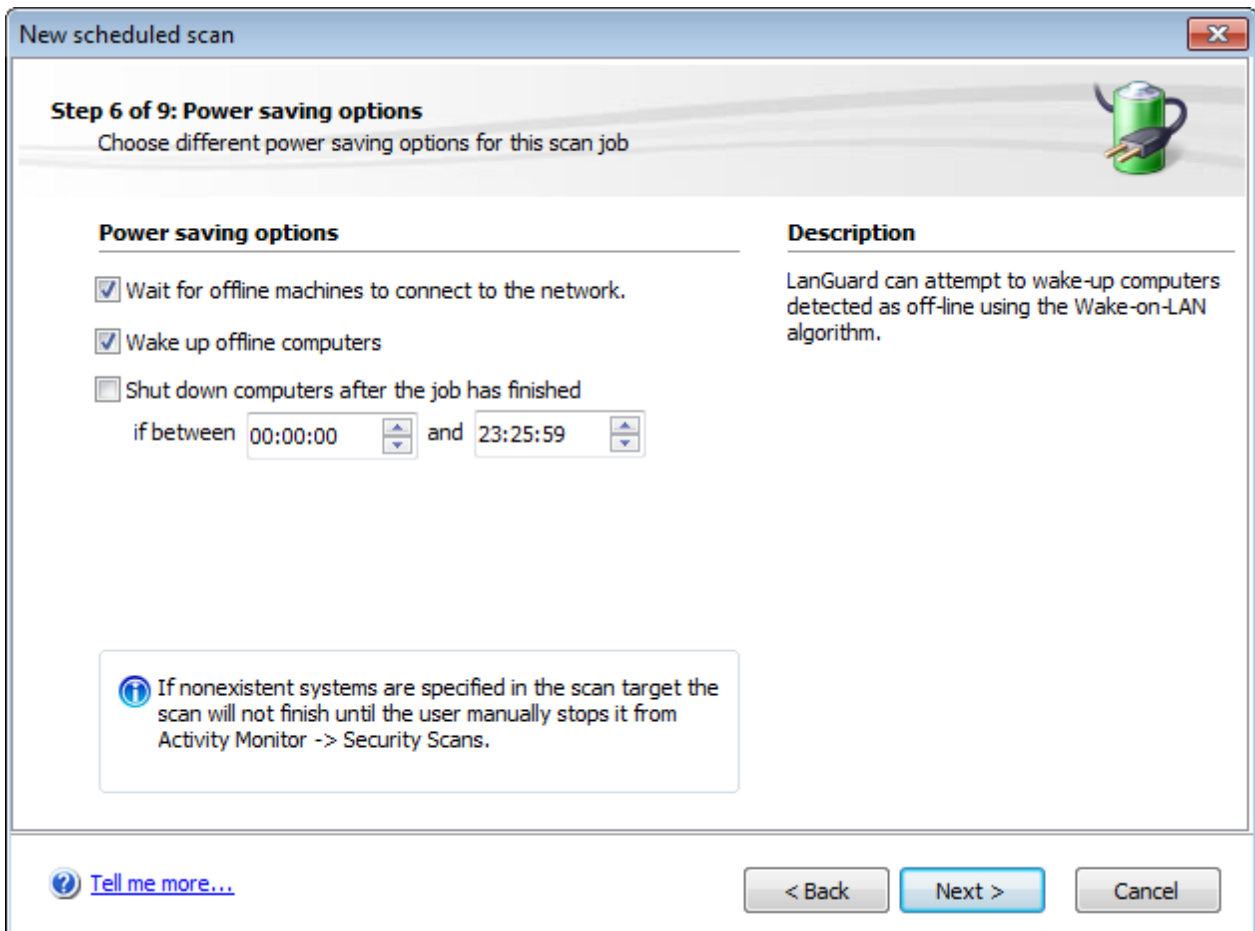 New scheduled scan
Step 6 of 9: Power saving options
Choose different power saving options for this scan job
Power saving options
Wait for offline machines to connect to the network.
Wake up offline computers
Shut down computers after the job has finished
if between 00:00:00 and 23:25:59
Description
LanGuard can attempt to wake-up computers
detected as off-line using the Wake-on-LAN
algorithm.
If nonexistent systems are specified in the scan target the
scan will not finish until the user manually stops it from
Activity Monitor -> Security Scans.
Tell me more...
< Back Next > Cancel